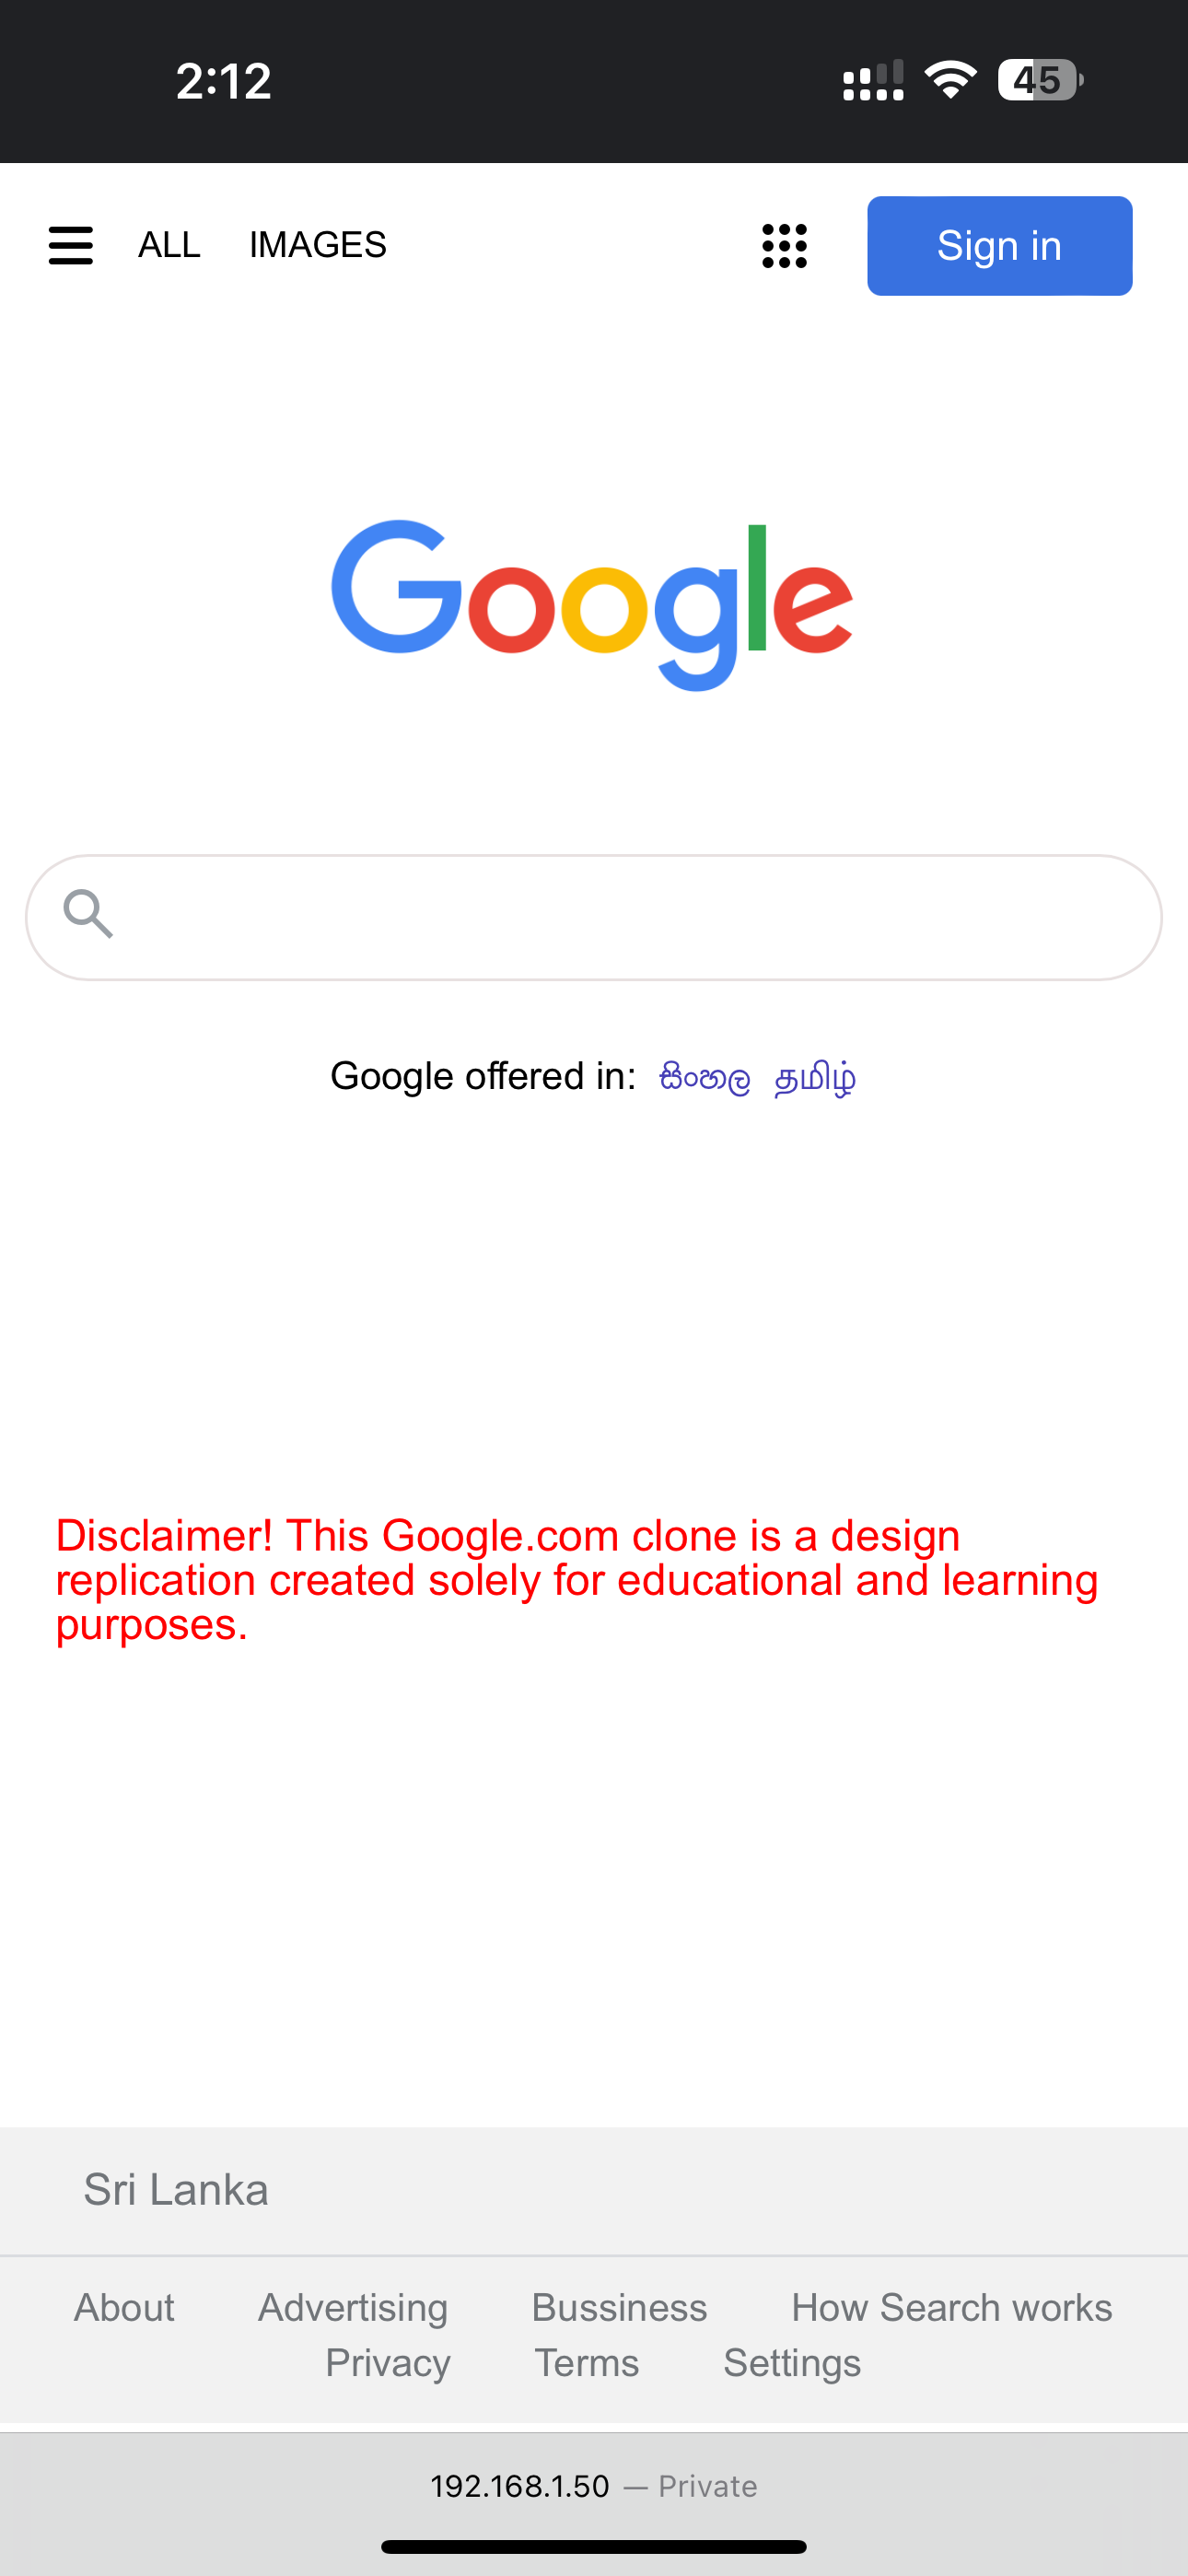 2:12
45
ALL IMAGES Sign in
Google
Google offered in: සිංහල தமிழ்
Disclaimer! This Google.com clone is a design
replication created solely for educational and learning
purposes.
Sri Lanka
About Advertising Bussiness How Search works
Privacy Terms Settings
192.168.1.50 — Private